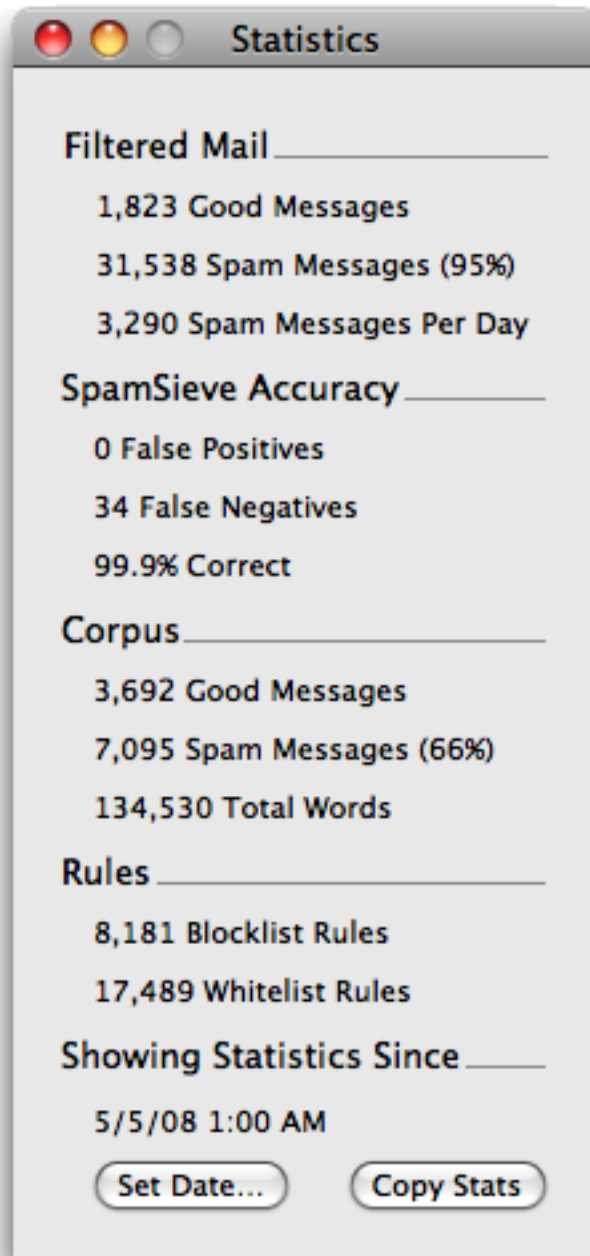 Statistics
Filtered Mail
1,823 Good Messages
31,538 Spam Messages (95%)
3,290 Spam Messages Per Day
SpamSieve Accuracy
0 False Positives
34 False Negatives
99.9% Correct
Corpus
3,692 Good Messages
7,095 Spam Messages (66%)
134,530 Total Words
Rules
8,181 Blocklist Rules
17,489 Whitelist Rules
Showing Statistics Since
5/5/08 1:00 AM
Set Date... Copy Stats